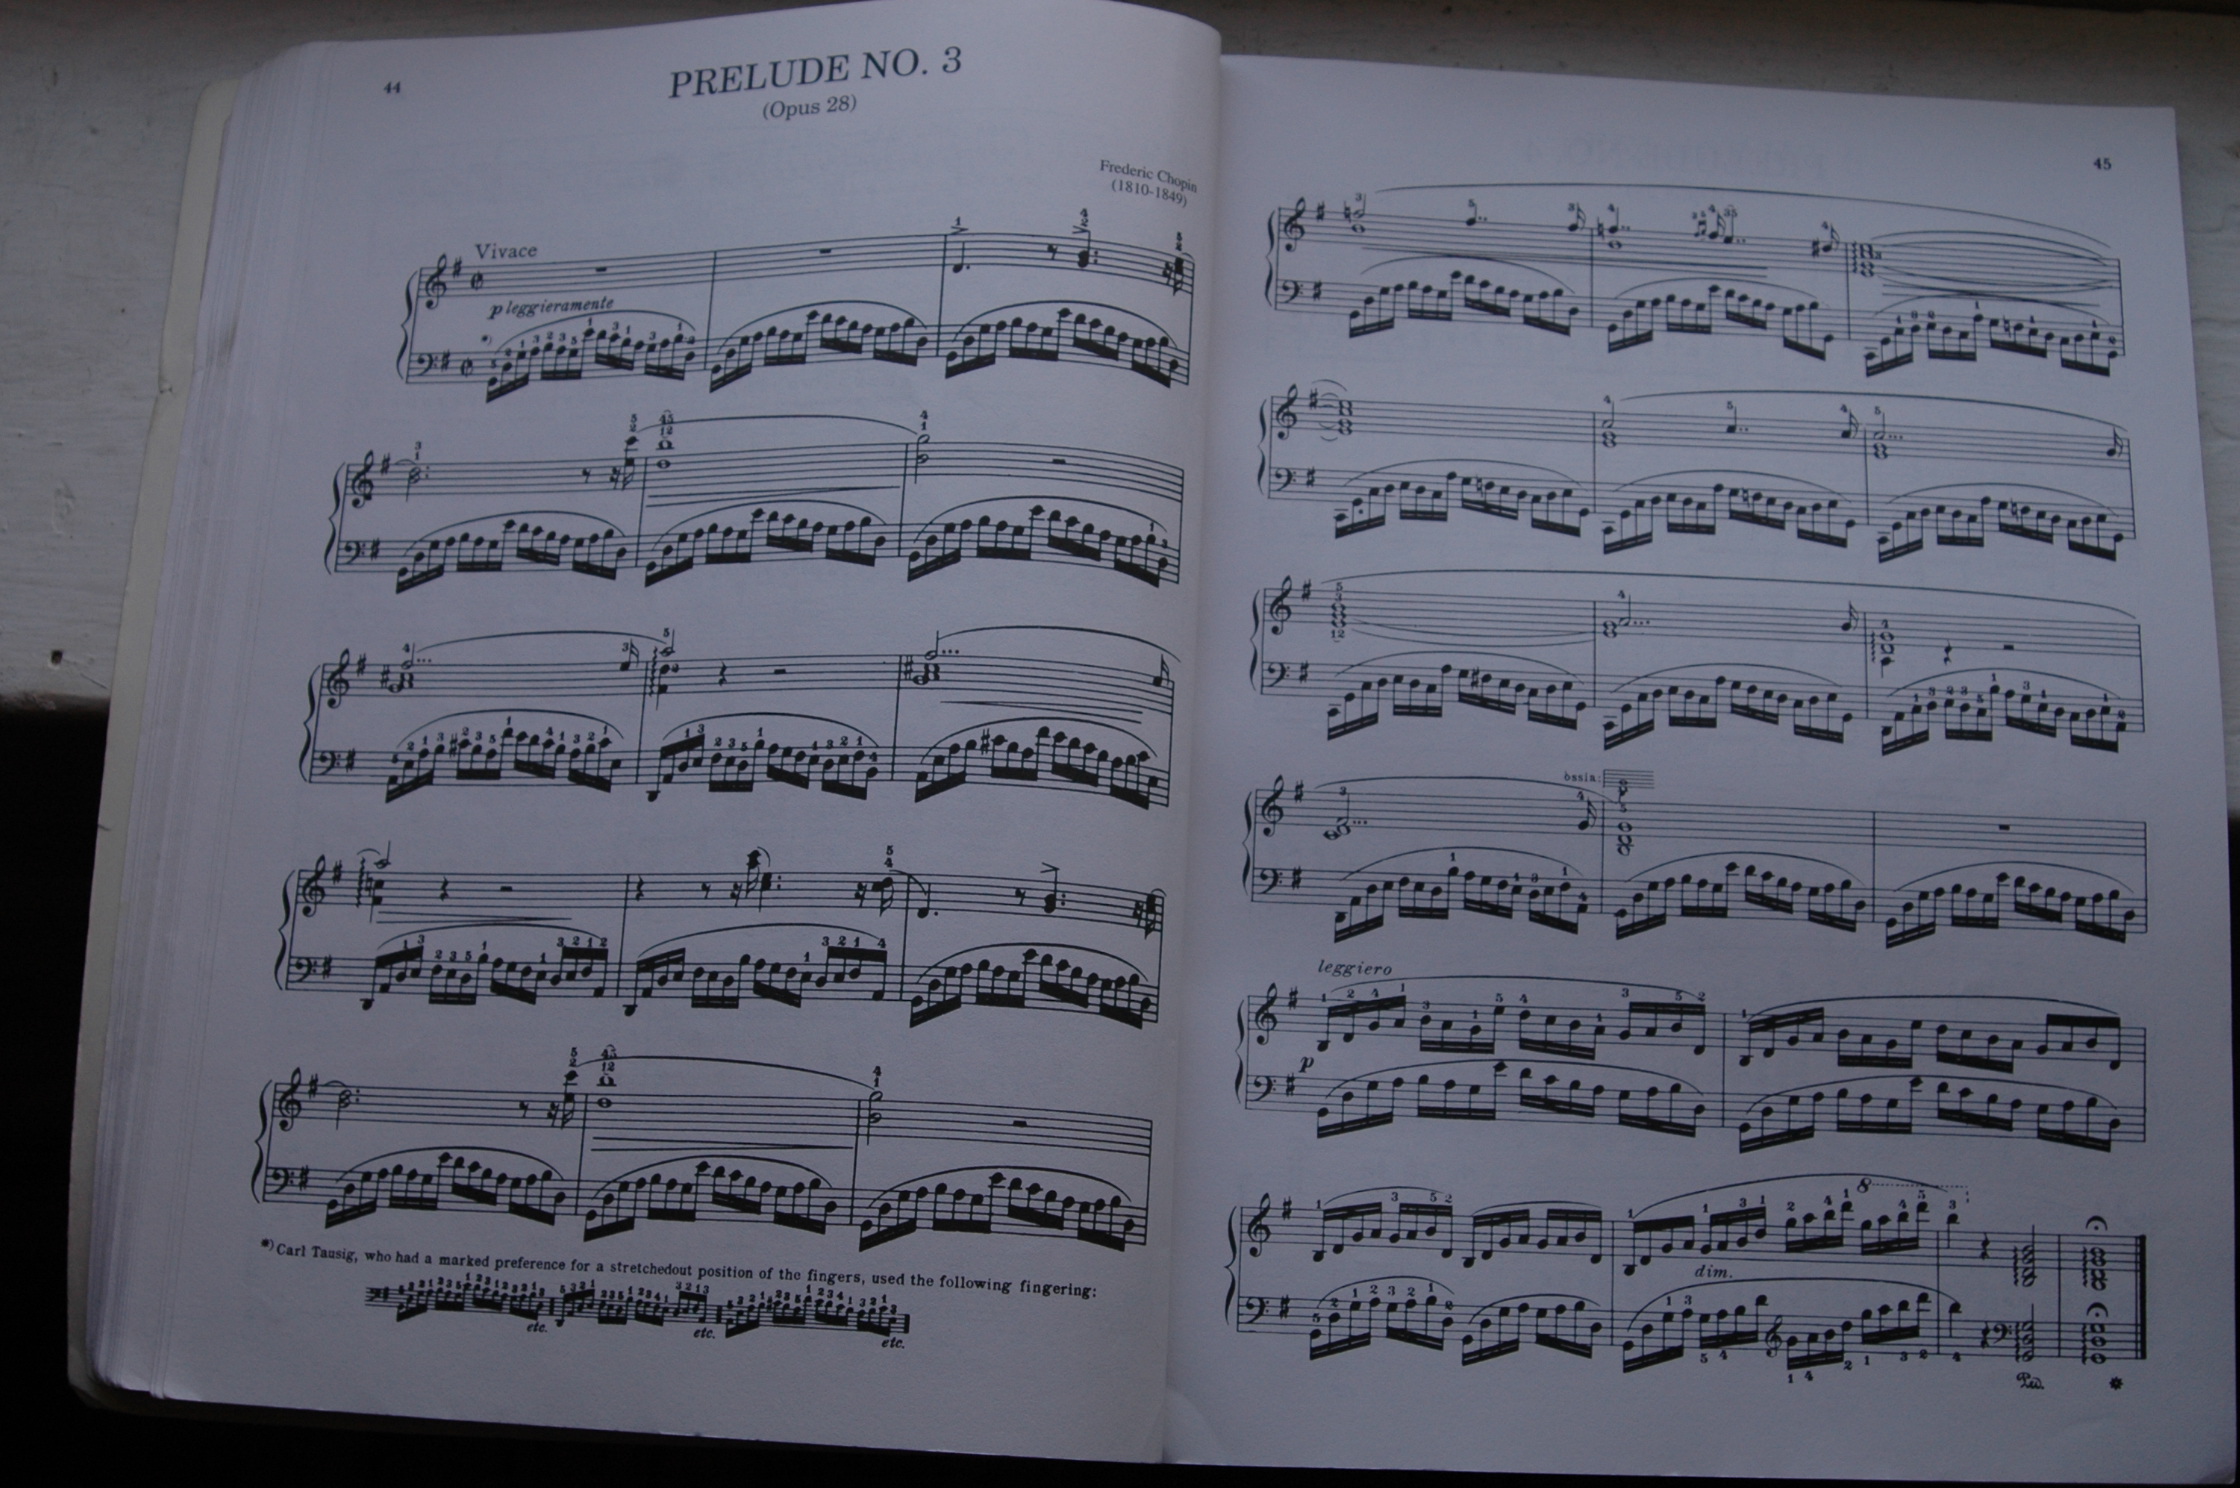 44
PRELUDE NO. 3
(Opus 28)
Frederic Chopin
(1810-1849)
Vivace
p leggieramente
*)
*) Carl Tausig, who had a marked preference for a stretchedout position of the fingers, used the following fingering:
etc.
etc.
etc.
45
ossia:
leggiero
p
dim.
8
Ped.